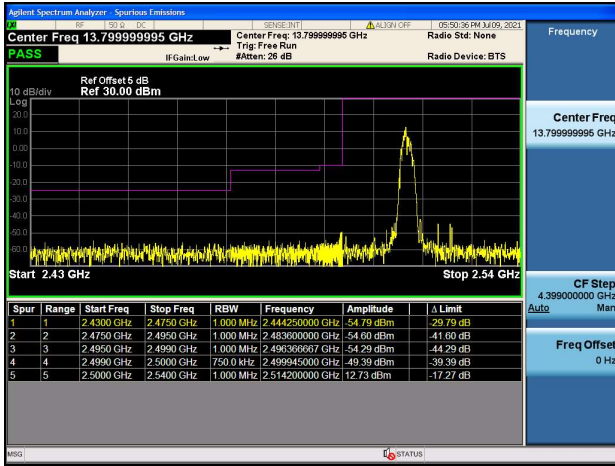 Agilent Spectrum Analyzer - Spurious Emissions
RF 50 Ω DC SENSE:INT ALIGN OFF 05:50:36 PM Jul 09, 2021
Center Freq 13.799999995 GHz Center Freq: 13.799999995 GHz Radio Std: None
Trig: Free Run
PASS IFGain:Low #Atten: 26 dB Radio Device: BTS
Frequency
Ref Offset 5 dB
10 dB/div Ref 30.00 dBm
Log
20.0
10.0
0.00
-10.0
-20.0
-30.0
-40.0
-50.0
-60.0
Start 2.43 GHz Stop 2.54 GHz
Center Freq
13.799999995 GHz
CF Step
4.399000000 GHz
Auto Man
Freq Offset
0 Hz
Spur Range Start Freq Stop Freq RBW Frequency Amplitude Δ Limit
1 1 2.4300 GHz 2.4750 GHz 1.000 MHz 2.444250000 GHz -54.79 dBm -29.79 dB
2 2 2.4750 GHz 2.4950 GHz 1.000 MHz 2.483600000 GHz -54.60 dBm -41.60 dB
3 3 2.4950 GHz 2.4990 GHz 1.000 MHz 2.496366667 GHz -54.29 dBm -44.29 dB
4 4 2.4990 GHz 2.5000 GHz 750.0 kHz 2.499945000 GHz -49.39 dBm -39.39 dB
5 5 2.5000 GHz 2.5400 GHz 1.000 MHz 2.514200000 GHz 12.73 dBm -17.27 dB
MSG STATUS